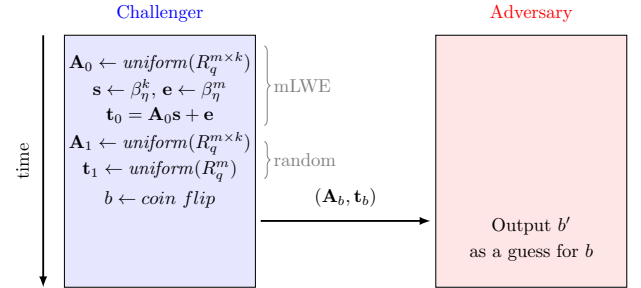 Challenger
Adversary
time
A₀ ← uniform(R_q^{m×k})
s ← β_η^k, e ← β_η^m
t₀ = A₀s + e
mLWE
A₁ ← uniform(R_q^{m×k})
t₁ ← uniform(R_q^m)
random
b ← coin flip
(A_b, t_b)
Output b′
as a guess for b